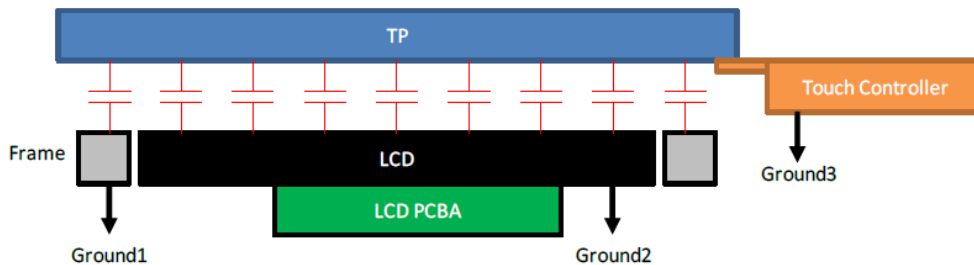 TP
Touch Controller
Frame
LCD
Ground3
LCD PCBA
Ground1
Ground2